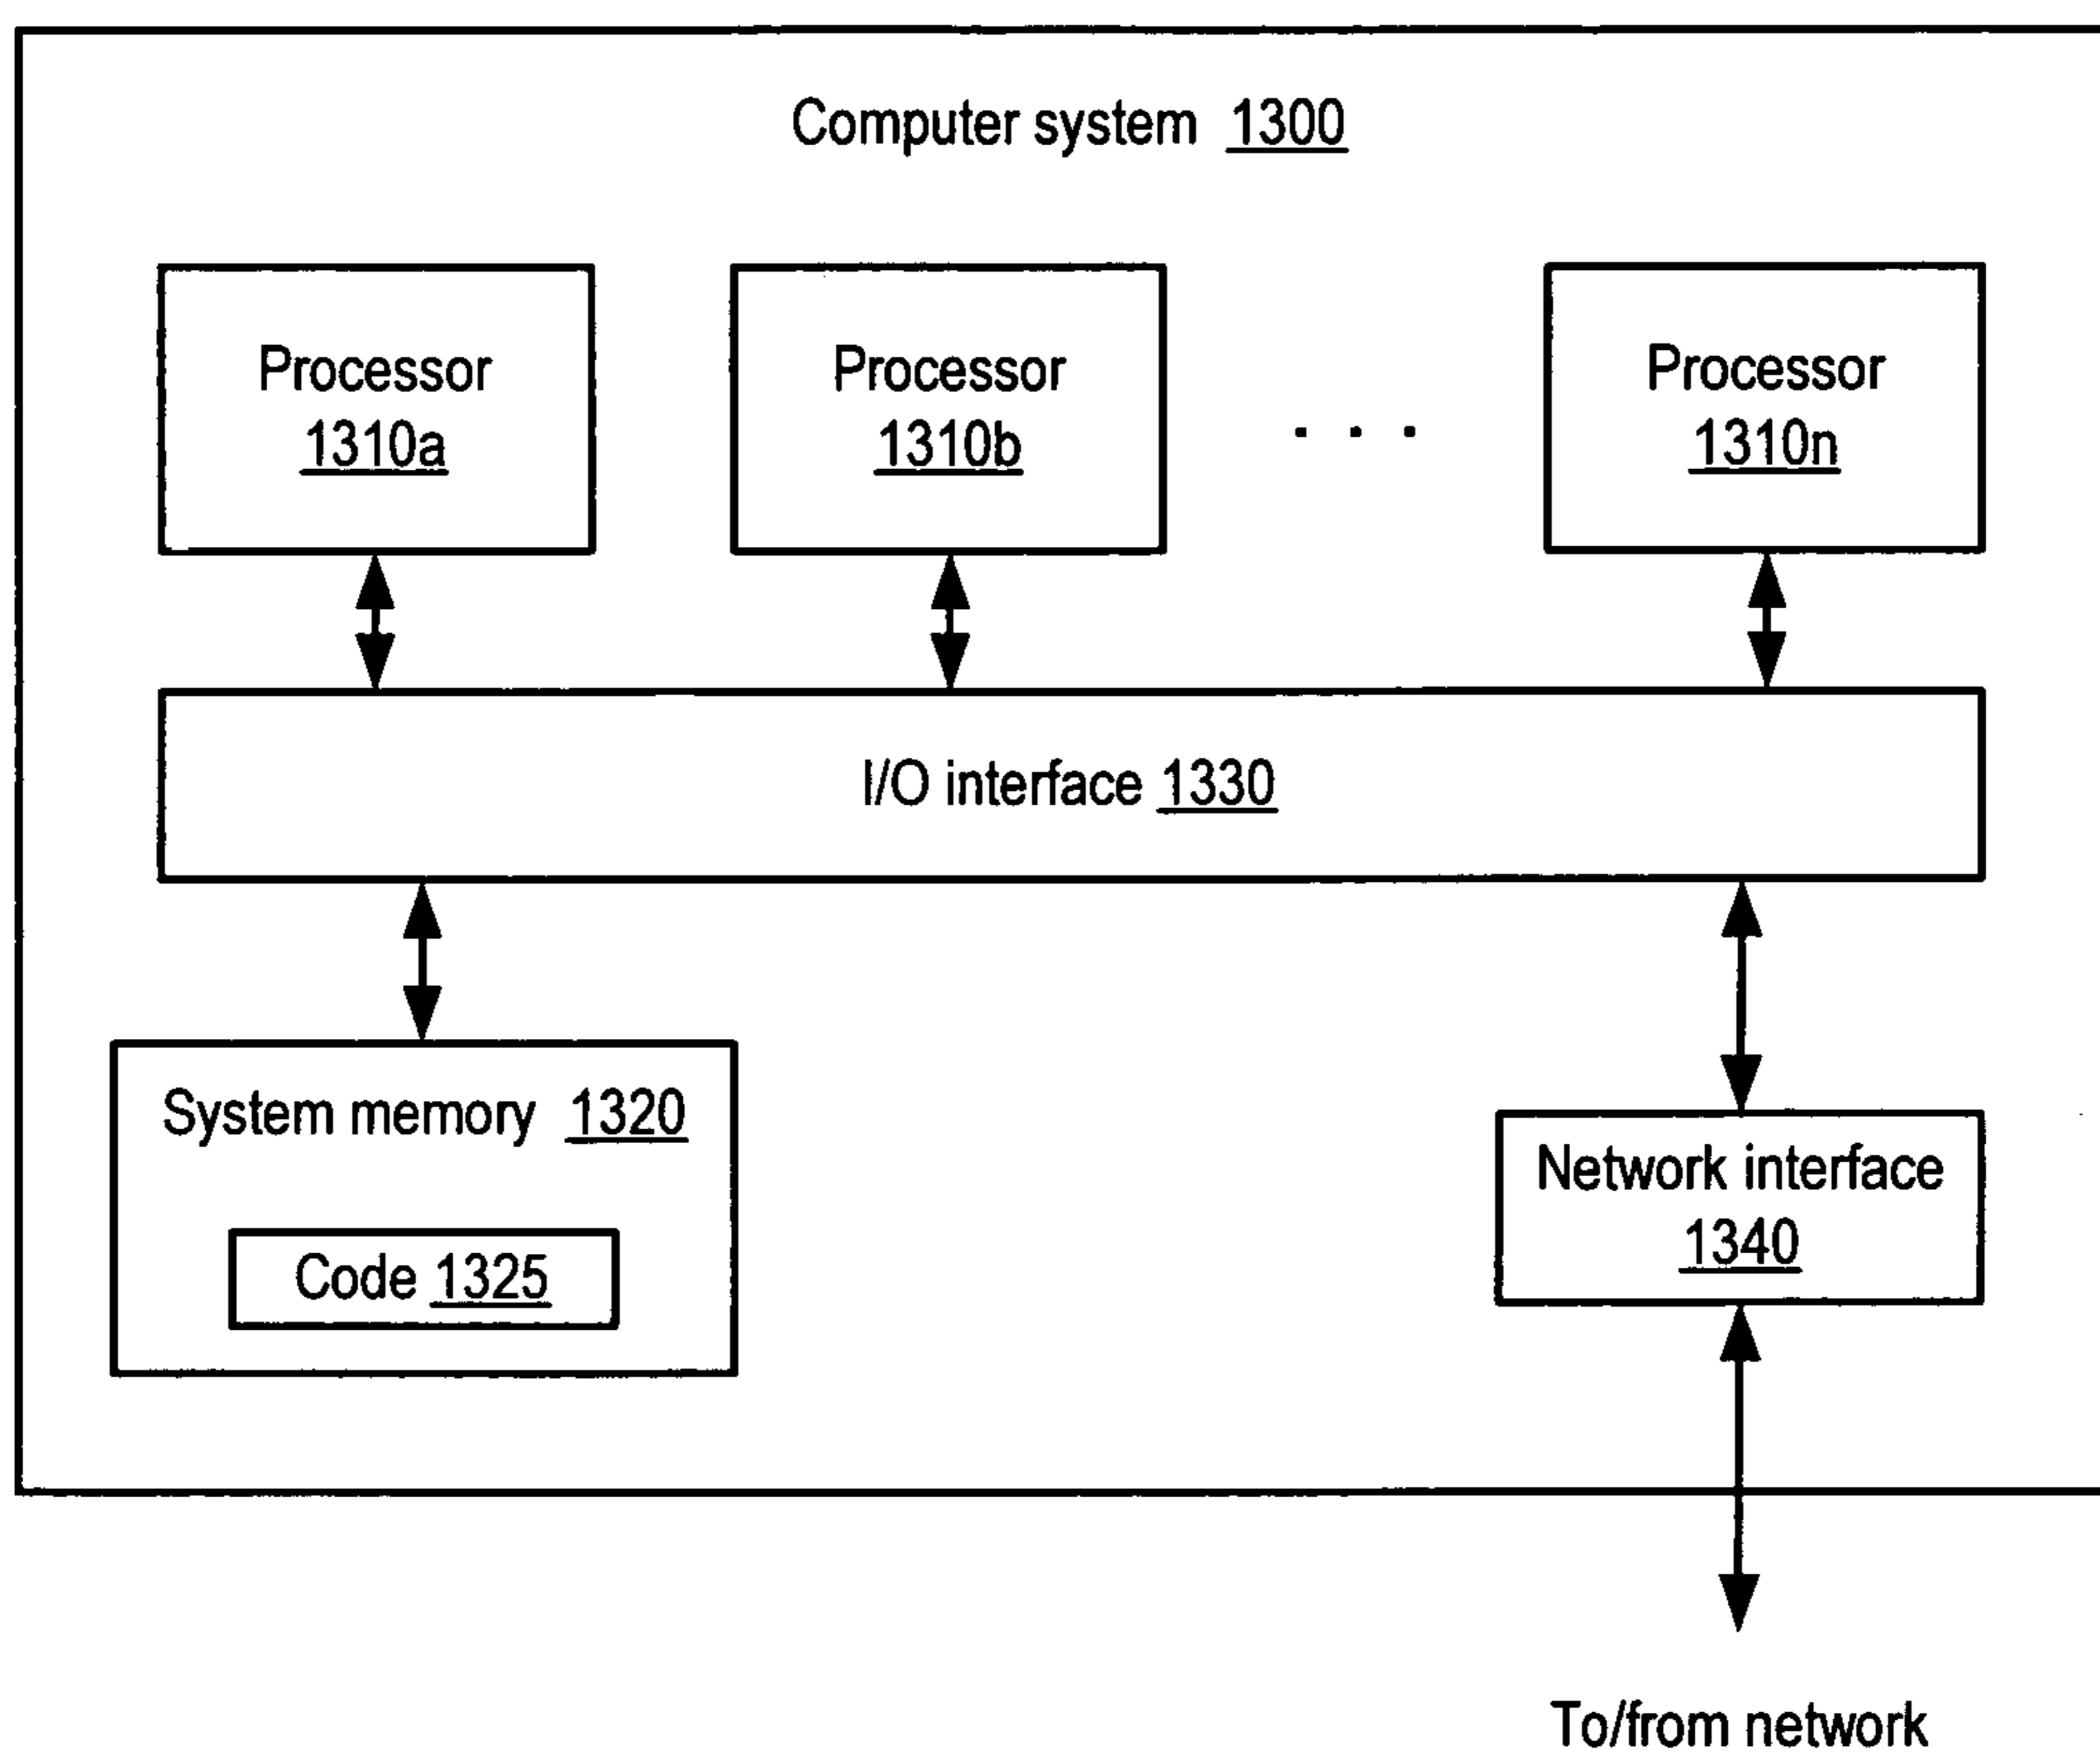 Computer system 1300
Processor
1310a
Processor
1310b
. . .
Processor
1310n
I/O interface 1330
System memory 1320
Code 1325
Network interface
1340
To/from network